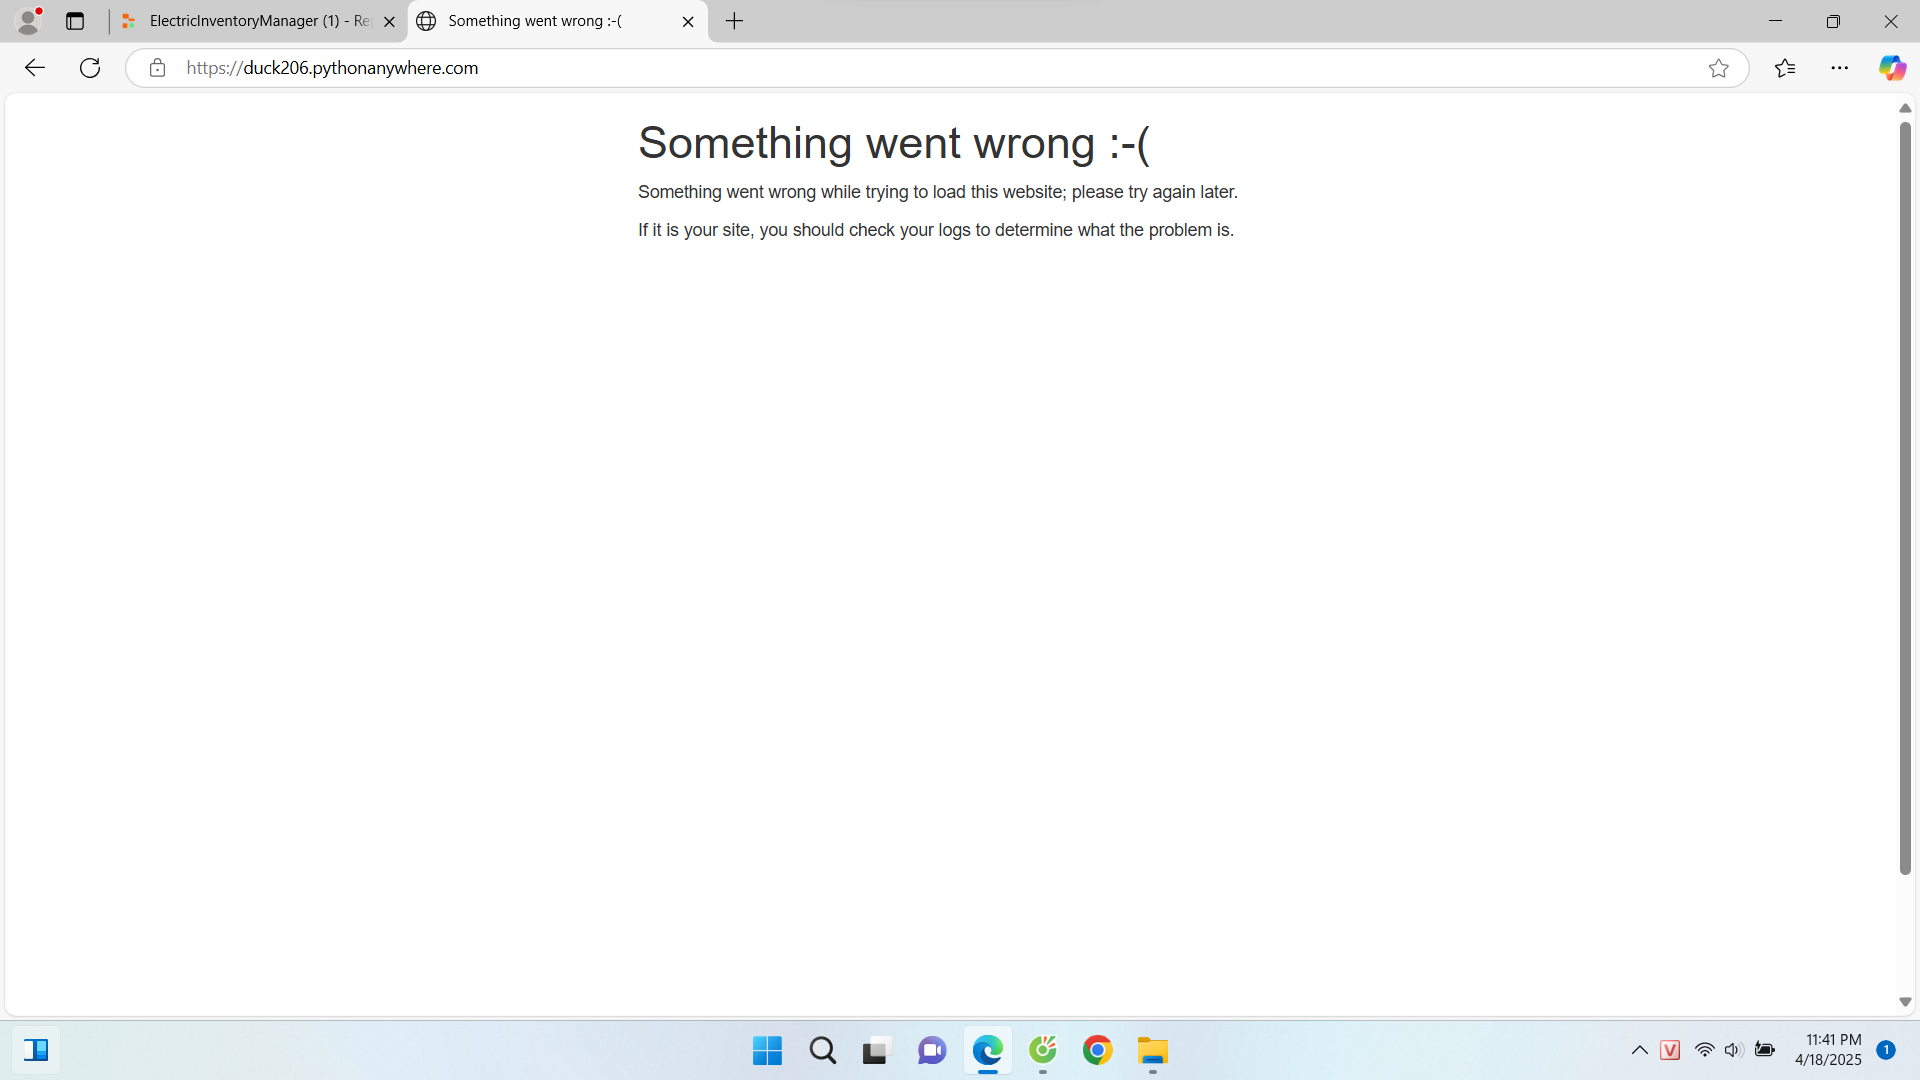 ElectricInventoryManager (1) - Re
Something went wrong :-(
https://duck206.pythonanywhere.com
Something went wrong :-(
Something went wrong while trying to load this website; please try again later.
If it is your site, you should check your logs to determine what the problem is.
V
11:41 PM
4/18/2025
1